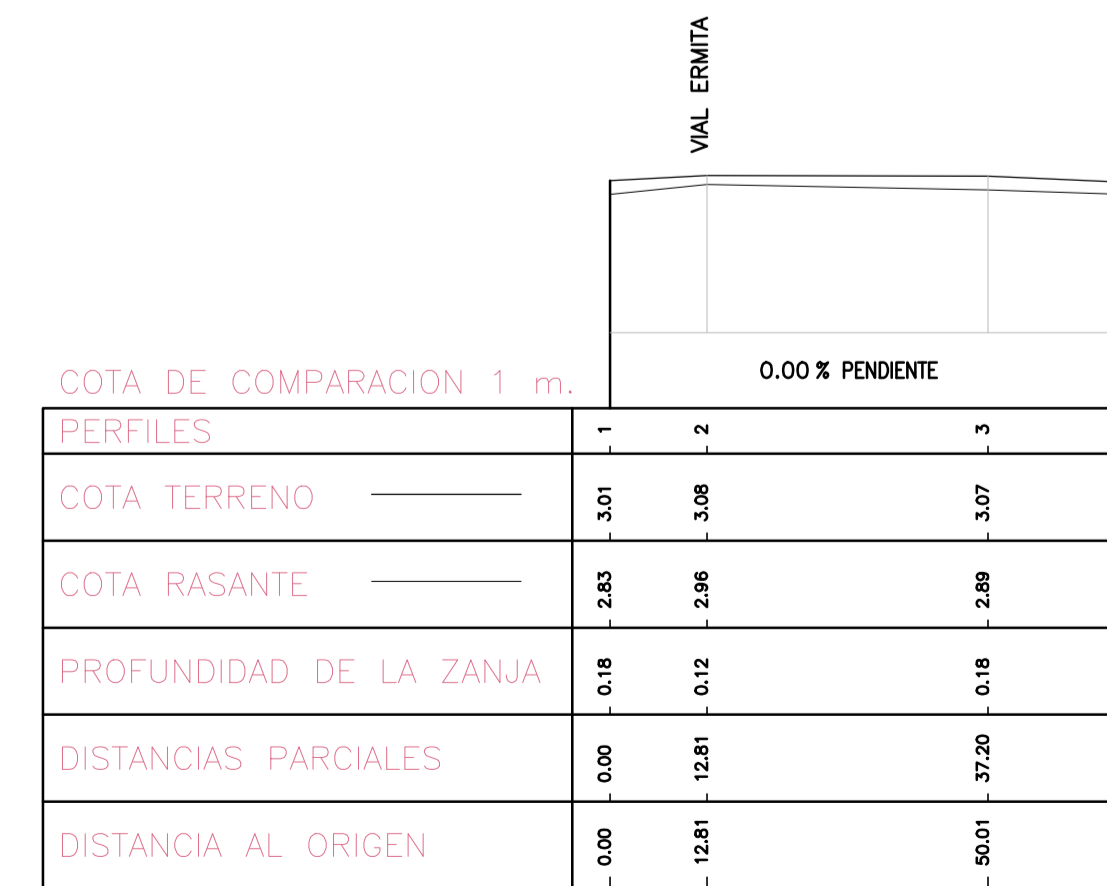 VIAL ERMITA
0.00 % PENDIENTE
COTA DE COMPARACION 1 m.
PERFILES 1 2 3
COTA TERRENO 3.01 3.08 3.07
COTA RASANTE 2.83 2.96 2.89
PROFUNDIDAD DE LA ZANJA 0.18 0.12 0.18
DISTANCIAS PARCIALES 0.00 12.81 37.20
DISTANCIA AL ORIGEN 0.00 12.81 50.01